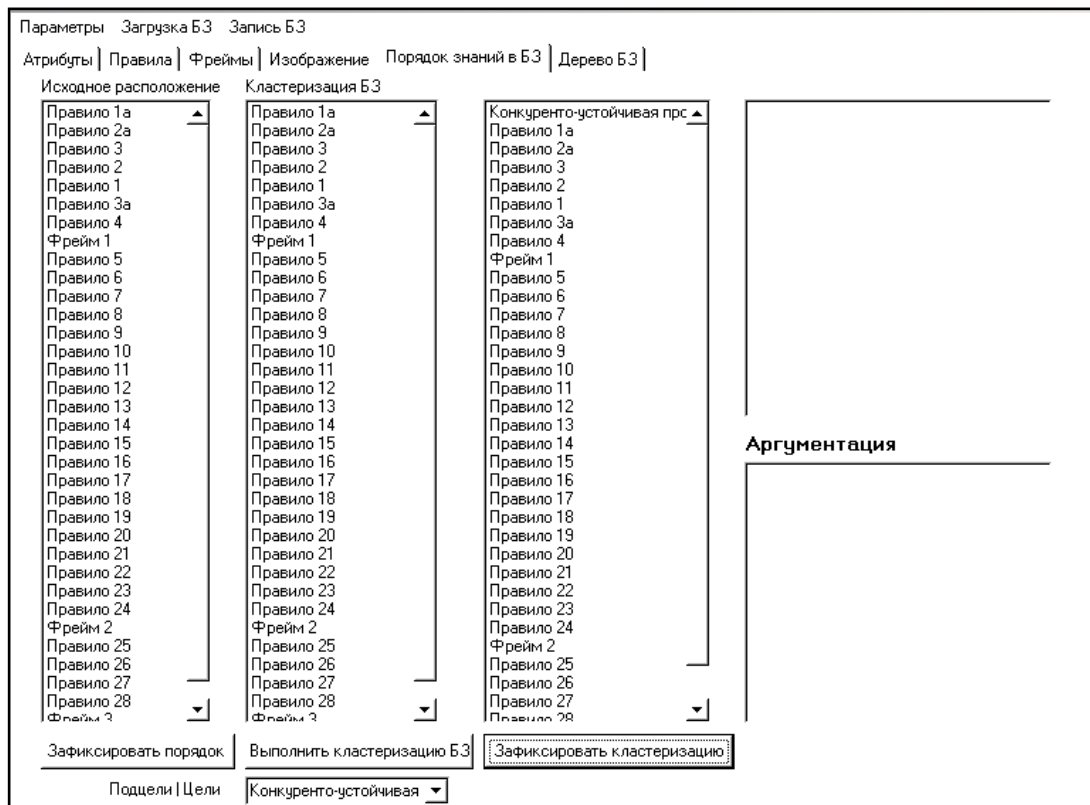 Параметры Загрузка БЗ Запись БЗ
Атрибуты Правила Фреймы Изображение Порядок знаний в БЗ Дерево БЗ
Исходное расположение Кластеризация БЗ
Правило 1а
Правило 2а
Правило 3
Правило 2
Правило 1
Правило 3а
Правило 4
Фрейм 1
Правило 5
Правило 6
Правило 7
Правило 8
Правило 9
Правило 10
Правило 11
Правило 12
Правило 13
Правило 14
Правило 15
Правило 16
Правило 17
Правило 18
Правило 19
Правило 20
Правило 21
Правило 22
Правило 23
Правило 24
Фрейм 2
Правило 25
Правило 26
Правило 27
Правило 28
Фрейм 3
Правило 1а
Правило 2а
Правило 3
Правило 2
Правило 1
Правило 3а
Правило 4
Фрейм 1
Правило 5
Правило 6
Правило 7
Правило 8
Правило 9
Правило 10
Правило 11
Правило 12
Правило 13
Правило 14
Правило 15
Правило 16
Правило 17
Правило 18
Правило 19
Правило 20
Правило 21
Правило 22
Правило 23
Правило 24
Фрейм 2
Правило 25
Правило 26
Правило 27
Правило 28
Фрейм 3
Конкуренто-устойчивая прс
Правило 1а
Правило 2а
Правило 3
Правило 2
Правило 1
Правило 3а
Правило 4
Фрейм 1
Правило 5
Правило 6
Правило 7
Правило 8
Правило 9
Правило 10
Правило 11
Правило 12
Правило 13
Правило 14
Правило 15
Правило 16
Правило 17
Правило 18
Правило 19
Правило 20
Правило 21
Правило 22
Правило 23
Правило 24
Фрейм 2
Правило 25
Правило 26
Правило 27
Правило 28
Аргументация
Зафиксировать порядок Выполнить кластеризацию БЗ Зафиксировать кластеризацию
Подцели | Цели Конкуренто-устойчивая